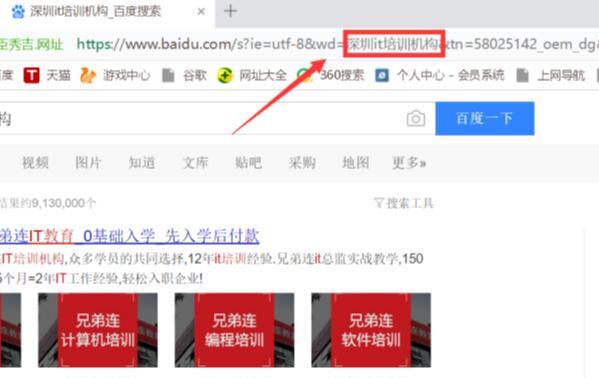 深圳it培训机构_百度搜索
臣秀吉.网址 https://www.baidu.com/s?ie=utf-8&wd=深圳it培训机构&tn=58025142_oem_dg&
百度 天猫 游戏中心 谷歌 网址大全 360搜索 个人中心 - 会员系统 上网导航
构 百度一下
视频 图片 知道 文库 贴吧 采购 地图 更多»
结果约9,130,000个 搜索工具
弟连IT教育_0基础入学_先入学后付款
IT培训机构,众多学员的共同选择,12年it培训经验.兄弟连it总监实战教学,150
5个月=2年IT工作经验,轻松入职企业!
兄弟连 兄弟连 兄弟连
计算机培训 编程培训 软件培训